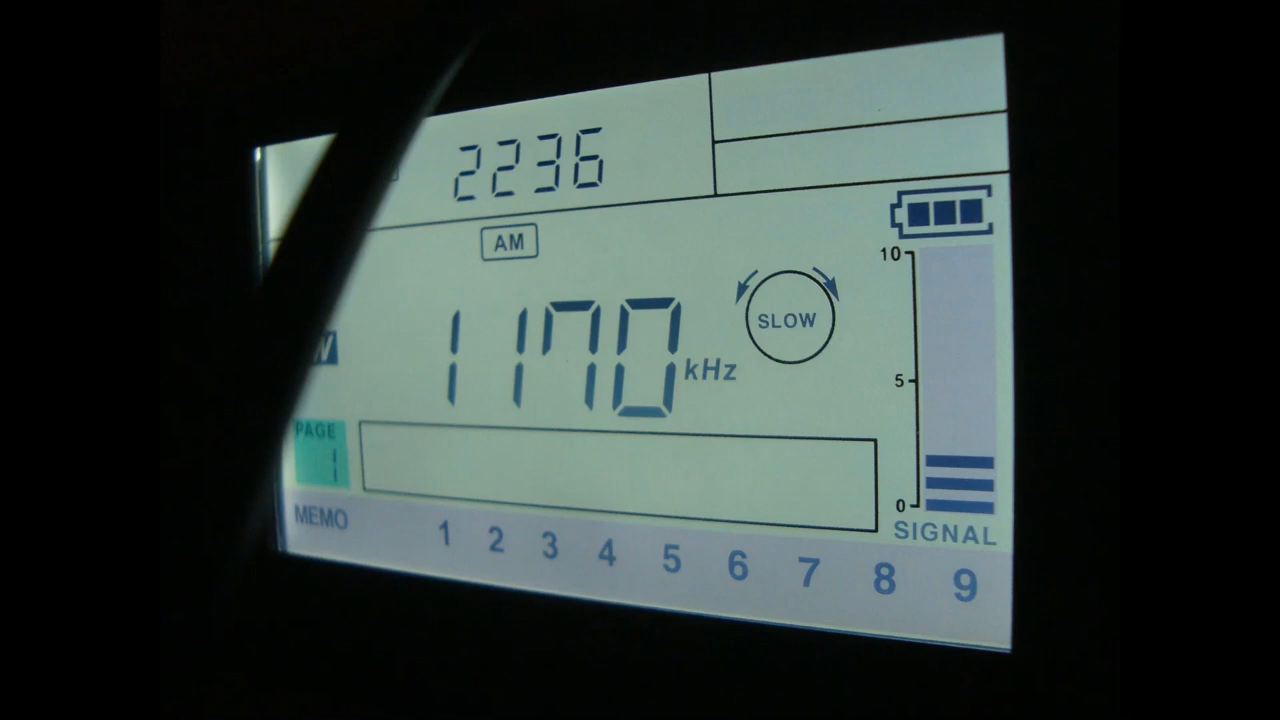 2236
AM
1170 kHz
SLOW
10
5
0
SIGNAL
PAGE
1
MEMO 1 2 3 4 5 6 7 8 9